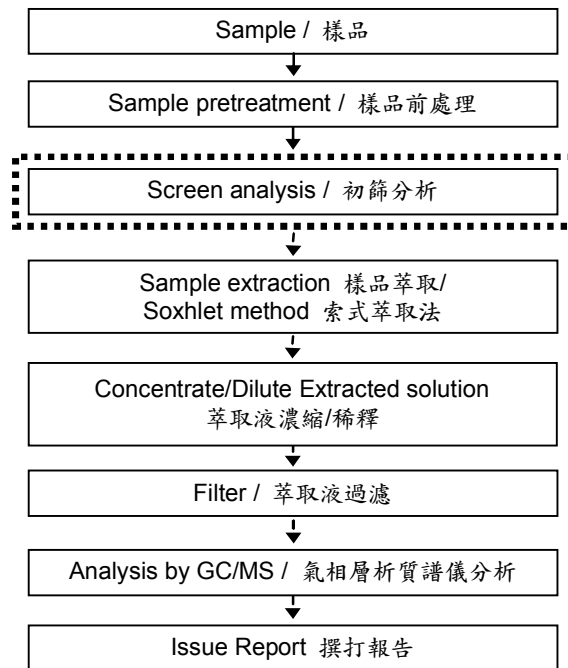 Sample / 樣品
Sample pretreatment / 樣品前處理
Screen analysis / 初篩分析
Sample extraction 樣品萃取/
Soxhlet method 索式萃取法
Concentrate/Dilute Extracted solution
萃取液濃縮/稀釋
Filter / 萃取液過濾
Analysis by GC/MS / 氣相層析質譜儀分析
Issue Report 撰打報告